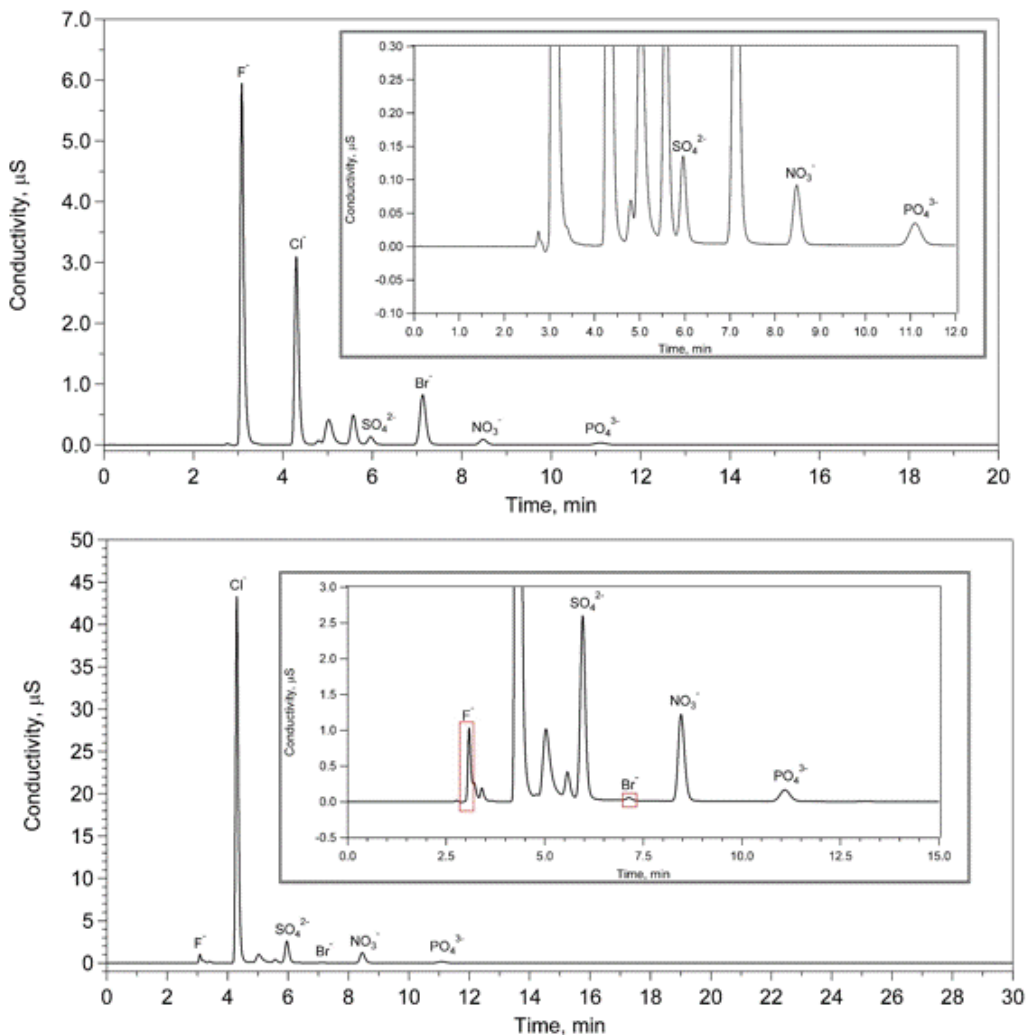 7.0
6.0
5.0
4.0
3.0
2.0
1.0
0.0
Conductivity, µS
F⁻
Cl⁻
SO₄²⁻
Br⁻
NO₃⁻
PO₄³⁻
0 2 4 6 8 10 12 14 16 18 20
Time, min
0.30
0.25
0.20
0.15
0.10
0.05
0.00
-0.05
-0.10
Conductivity, µS
SO₄²⁻
NO₃⁻
PO₄³⁻
0.0 1.0 2.0 3.0 4.0 5.0 6.0 7.0 8.0 9.0 10.0 11.0 12.0
Time, min
50
45
40
35
30
25
20
15
10
5
0
Conductivity, µS
Cl⁻
F⁻
SO₄²⁻
Br⁻
NO₃⁻
PO₄³⁻
0 2 4 6 8 10 12 14 16 18 20 22 24 26 28 30
Time, min
3.0
2.5
2.0
1.5
1.0
0.5
0.0
-0.5
Conductivity, µS
F⁻
SO₄²⁻
Br⁻
NO₃⁻
PO₄³⁻
0.0 2.5 5.0 7.5 10.0 12.5 15.0
Time, min